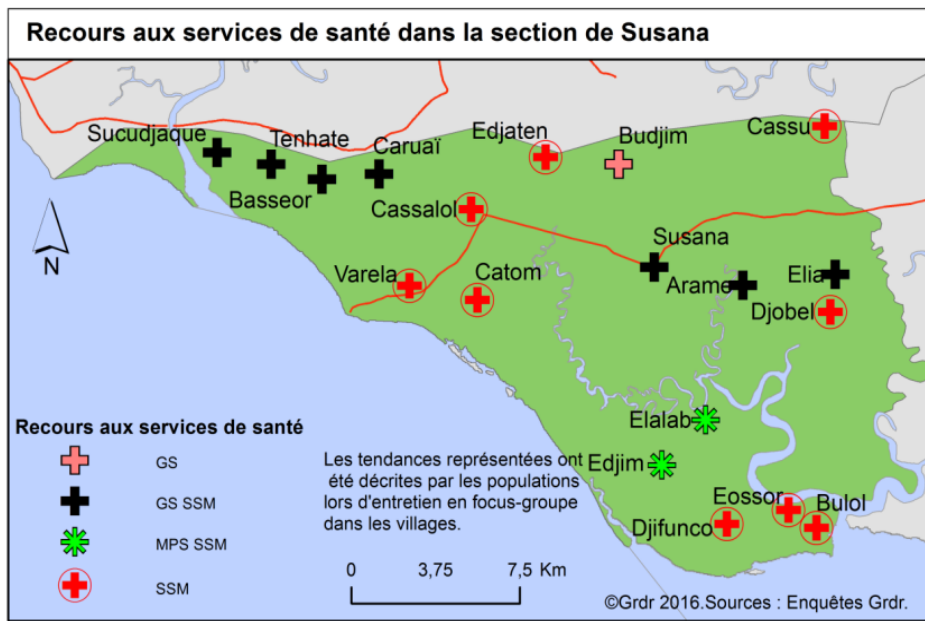 Recours aux services de santé dans la section de Susana
Sucudjaque
Tenhate
Caruaï
Edjaten
Budjim
Cassu
Basseor
Cassalol
Susana
N
Varela
Catom
Arame
Elia
Djobel
Elalab
Edjim
Eossor
Bulol
Djifunco
Recours aux services de santé
GS
GS SSM
MPS SSM
SSM
Les tendances représentées ont
été décrites par les populations
lors d'entretien en focus-groupe
dans les villages.
0 3,75 7,5 Km
©Grdr 2016.Sources : Enquêtes Grdr.